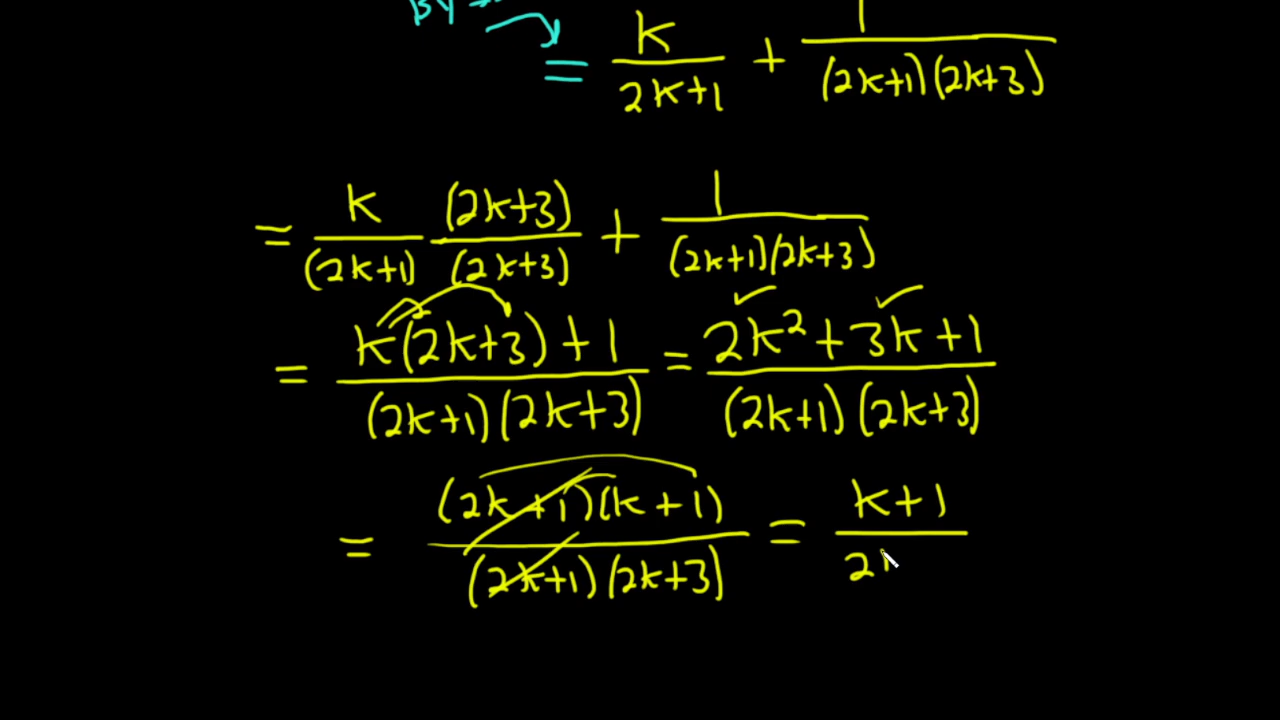 By
= k/(2k+1) + 1/((2k+1)(2k+3))
= k/(2k+1) (2k+3)/(2k+3) + 1/((2k+1)(2k+3))
= (k(2k+3)+1)/((2k+1)(2k+3)) = (2k²+3k+1)/((2k+1)(2k+3))
= ((2k+1)(k+1))/((2k+1)(2k+3)) = (k+1)/2k